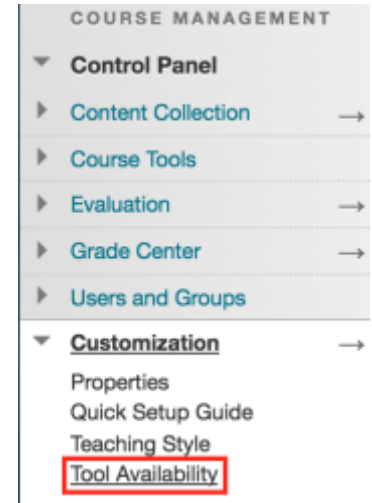 COURSE MANAGEMENT
Control Panel
Content Collection
Course Tools
Evaluation
Grade Center
Users and Groups
Customization
Properties
Quick Setup Guide
Teaching Style
Tool Availability